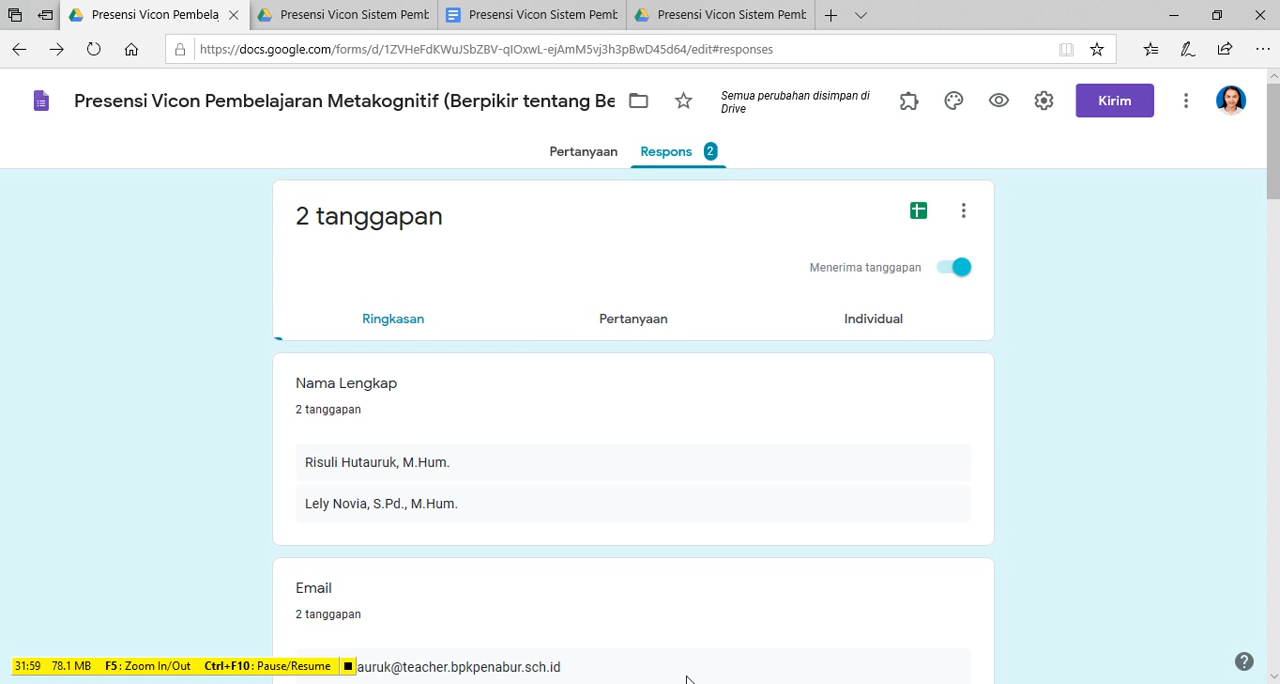 Presensi Vicon Pembela
Presensi Vicon Sistem Pemb
Presensi Vicon Sistem Pemb
Presensi Vicon Sistem Pemb
https://docs.google.com/forms/d/1ZVHeFdKWuJSbZBV-qIOxwL-ejAmM5vj3h3pBwD45d64/edit#responses
Presensi Vicon Pembelajaran Metakognitif (Berpikir tentang Be
Semua perubahan disimpan di
Drive
Kirim
Pertanyaan
Respons 2
2 tanggapan
Menerima tanggapan
Ringkasan
Pertanyaan
Individual
Nama Lengkap
2 tanggapan
Risuli Hutauruk, M.Hum.
Lely Novia, S.Pd., M.Hum.
Email
2 tanggapan
auruk@teacher.bpkpenabur.sch.id
31:59 78.1 MB F5: Zoom In/Out Ctrl+F10: Pause/Resume